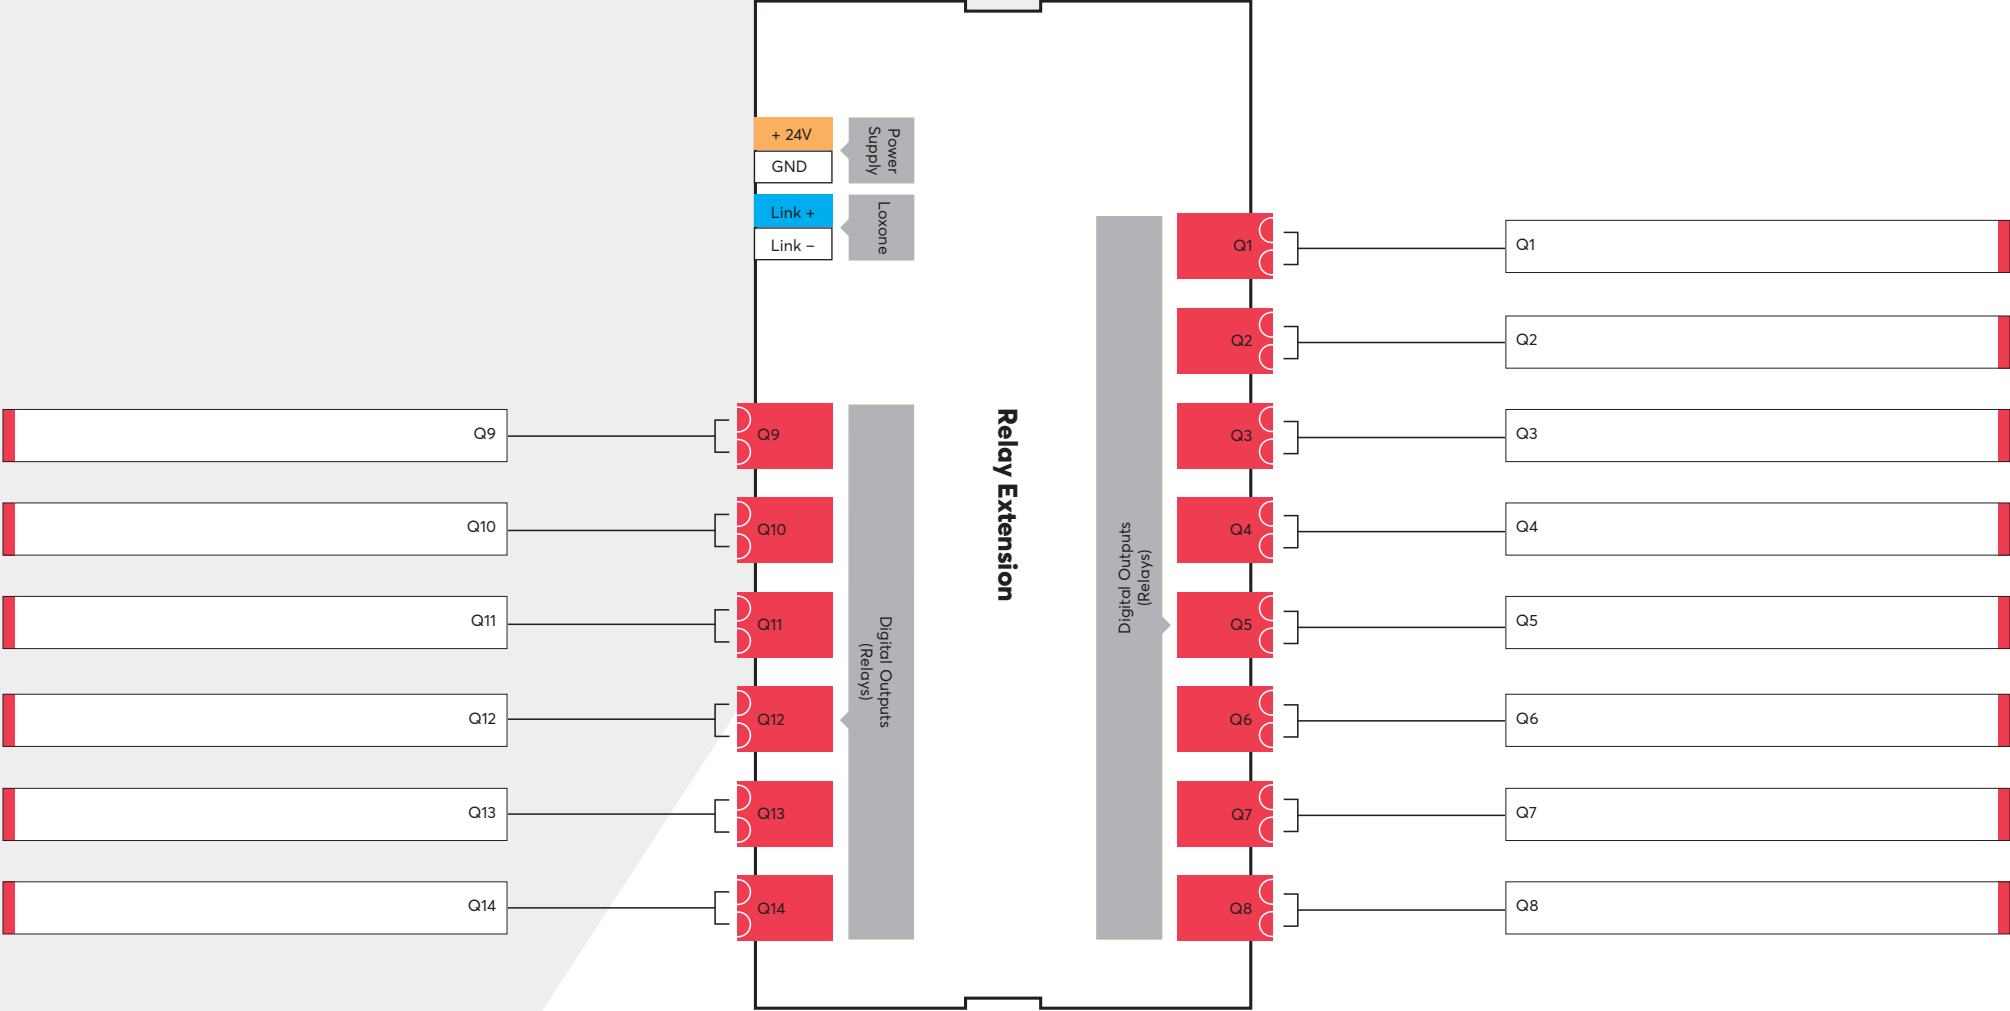 + 24V
GND
Power
Supply
Link +
Link –
Loxone
Q9
Q10
Q11
Q12
Q13
Q14
Q9
Q10
Q11
Q12
Q13
Q14
Digital Outputs
(Relays)
Relay Extension
Digital Outputs
(Relays)
Q1
Q2
Q3
Q4
Q5
Q6
Q7
Q8
Q1
Q2
Q3
Q4
Q5
Q6
Q7
Q8